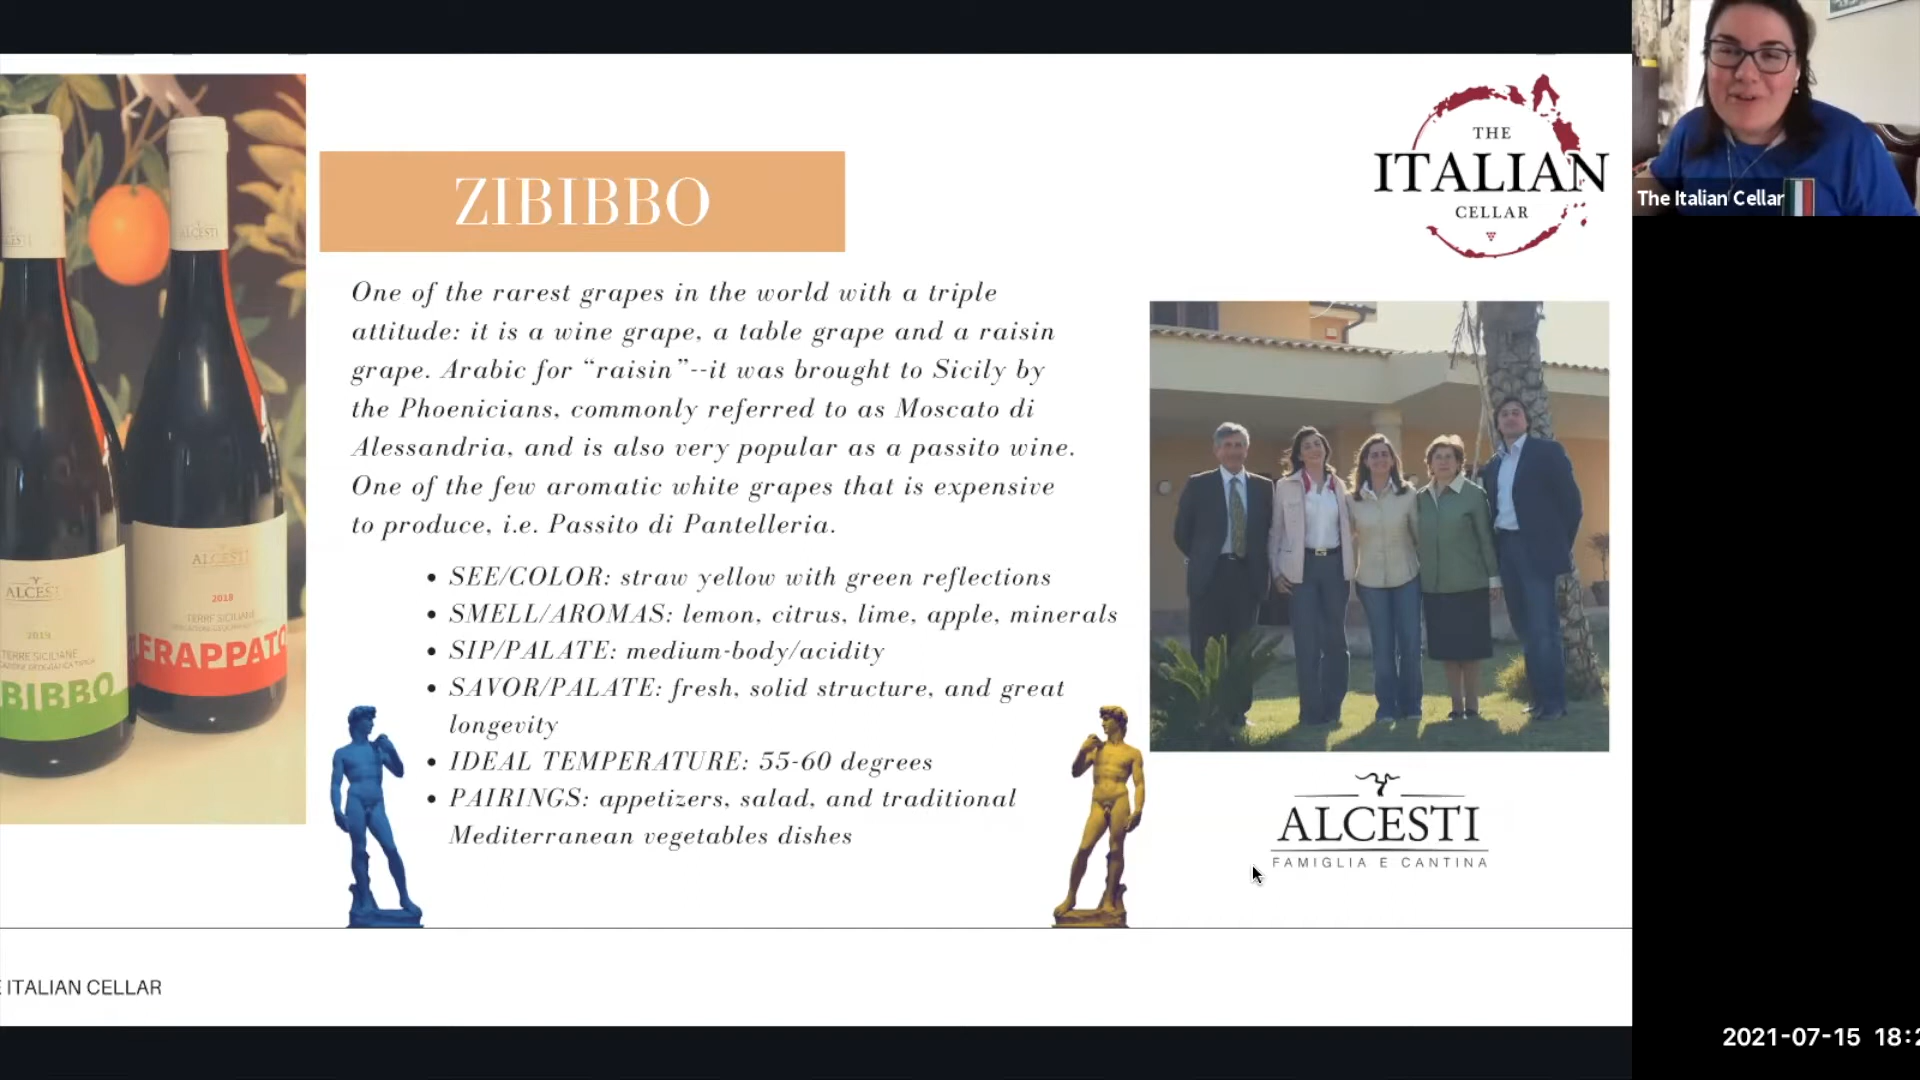 ZIBIBBO
One of the rarest grapes in the world with a triple
attitude: it is a wine grape, a table grape and a raisin
grape. Arabic for “raisin”--it was brought to Sicily by
the Phoenicians, commonly referred to as Moscato di
Alessandria, and is also very popular as a passito wine.
One of the few aromatic white grapes that is expensive
to produce, i.e. Passito di Pantelleria.
• SEE/COLOR: straw yellow with green reflections
• SMELL/AROMAS: lemon, citrus, lime, apple, minerals
• SIP/PALATE: medium-body/acidity
• SAVOR/PALATE: fresh, solid structure, and great
longevity
• IDEAL TEMPERATURE: 55-60 degrees
• PAIRINGS: appetizers, salad, and traditional
Mediterranean vegetables dishes
THE
ITALIAN
CELLAR
The Italian Cellar
ALCESTI
FAMIGLIA E CANTINA
ALCESTI
2019
TERRE SICILIANE
BIBBO
ALCESTI
ALCESTI
2018
TERRE SICILIANE
FRAPPATO
E ITALIAN CELLAR
2021-07-15 18:2